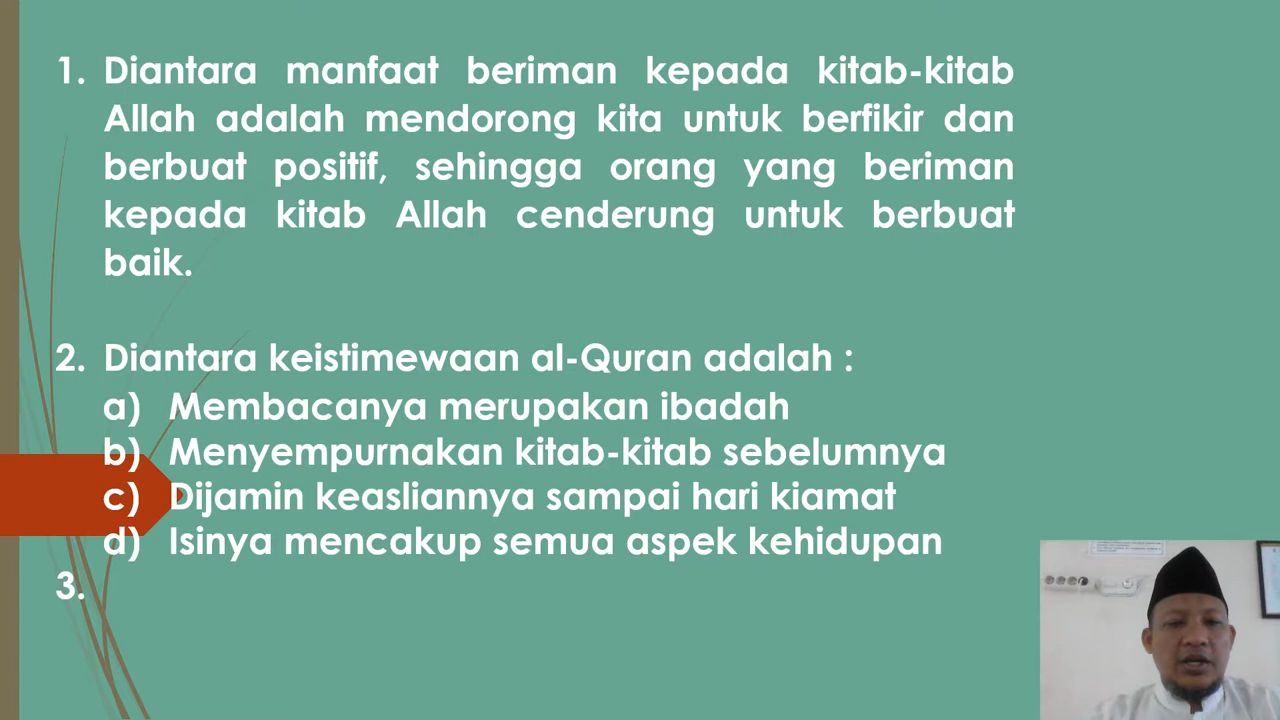 1. Diantara manfaat beriman kepada kitab-kitab
Allah adalah mendorong kita untuk berfikir dan
berbuat positif, sehingga orang yang beriman
kepada kitab Allah cenderung untuk berbuat
baik.
2. Diantara keistimewaan al-Quran adalah :
a) Membacanya merupakan ibadah
b) Menyempurnakan kitab-kitab sebelumnya
c) Dijamin keasliannya sampai hari kiamat
d) Isinya mencakup semua aspek kehidupan
3.